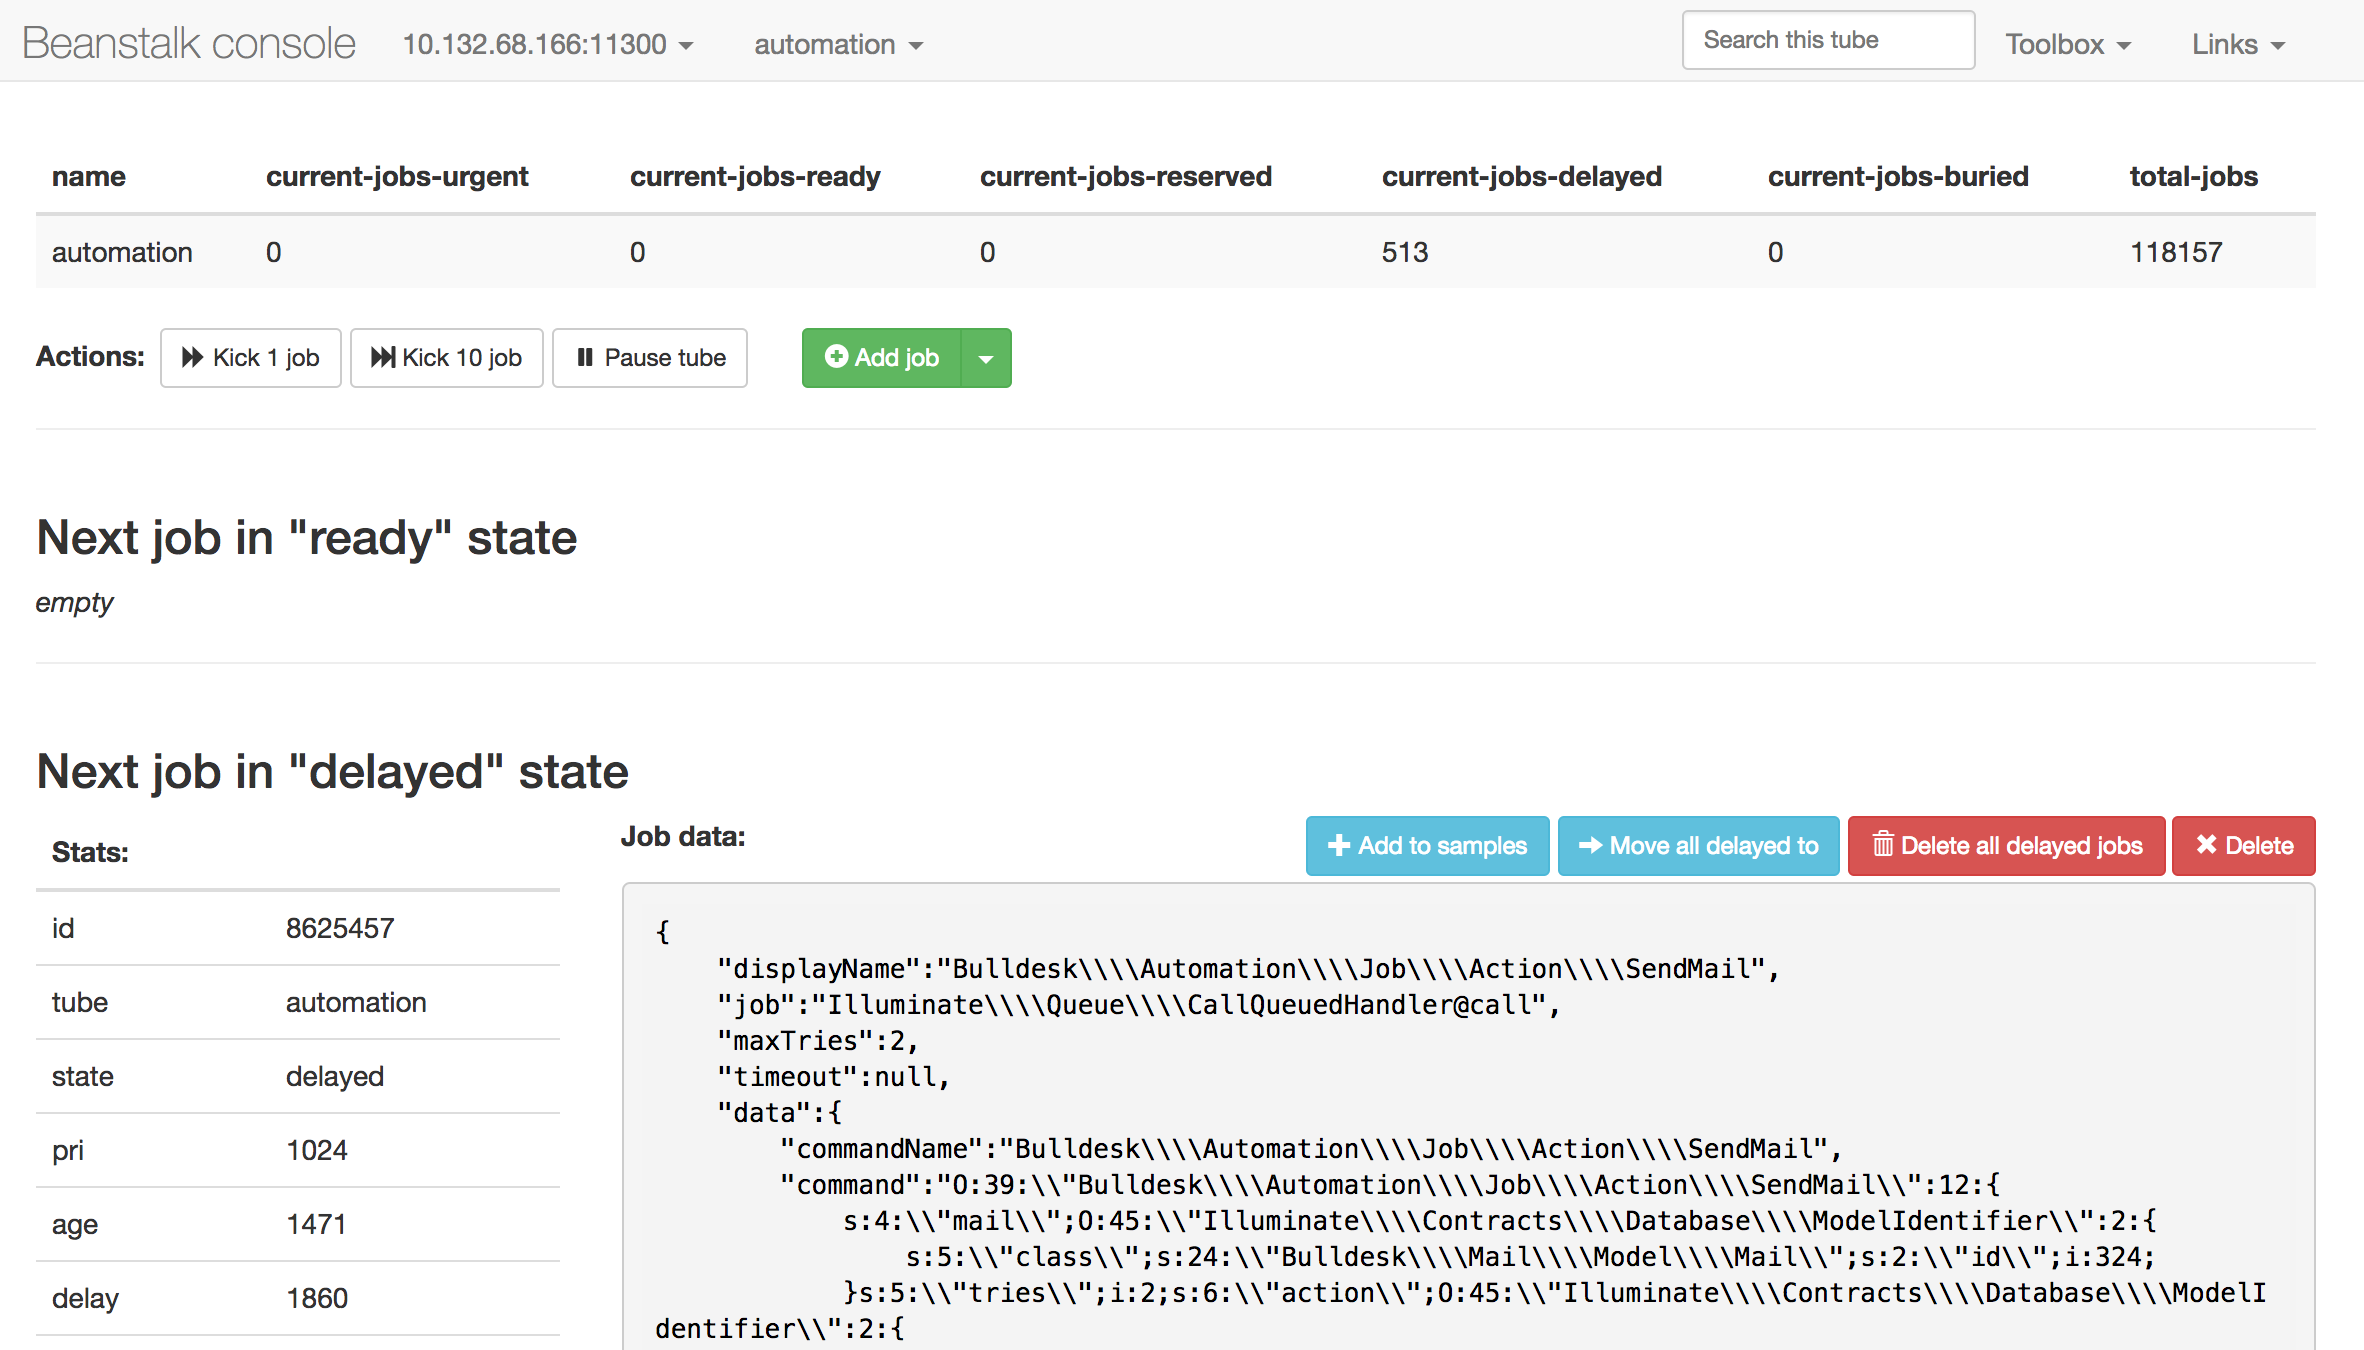 Beanstalk console 10.132.68.166:11300 automation Search this tube Toolbox Links
name current-jobs-urgent current-jobs-ready current-jobs-reserved current-jobs-delayed current-jobs-buried total-jobs
automation 0 0 0 513 0 118157
Actions: Kick 1 job Kick 10 job Pause tube Add job
Next job in "ready" state
empty
Next job in "delayed" state
Stats:
id 8625457
tube automation
state delayed
pri 1024
age 1471
delay 1860
Job data: Add to samples Move all delayed to Delete all delayed jobs Delete
{
"displayName":"Bulldesk\\\\Automation\\\\Job\\\\Action\\\\SendMail",
"job":"Illuminate\\\\Queue\\\\CallQueuedHandler@call",
"maxTries":2,
"timeout":null,
"data":{
"commandName":"Bulldesk\\\\Automation\\\\Job\\\\Action\\\\SendMail",
"command":"O:39:\\"Bulldesk\\\\Automation\\\\Job\\\\Action\\\\SendMail\\":12:{
s:4:\\"mail\\";O:45:\\"Illuminate\\\\Contracts\\\\Database\\\\ModelIdentifier\\":2:{
s:5:\\"class\\";s:24:\\"Bulldesk\\\\Mail\\\\Model\\\\Mail\\";s:2:\\"id\\";i:324;
}s:5:\\"tries\\";i:2;s:6:\\"action\\";O:45:\\"Illuminate\\\\Contracts\\\\Database\\\\ModelI
dentifier\\":2:{